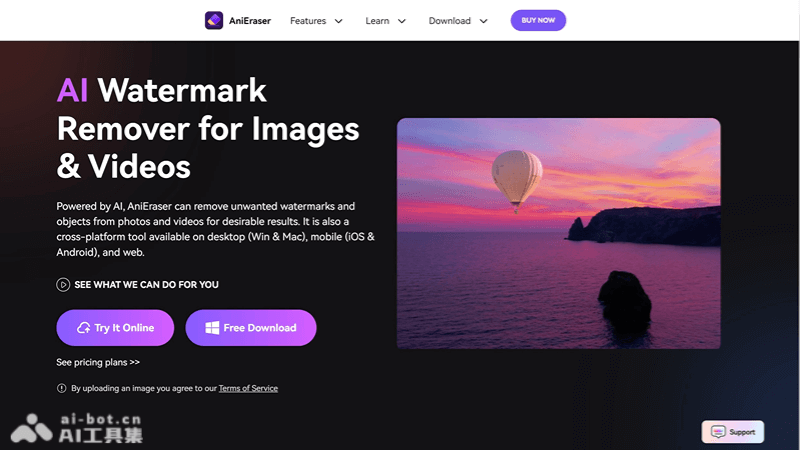 AniEraser
Features
Learn
Download
BUY NOW
AI Watermark
Remover for Images
& Videos
Powered by AI, AniEraser can remove unwanted watermarks and
objects from photos and videos for desirable results. It is also a
cross-platform tool available on desktop (Win & Mac), mobile (iOS &
Android), and web.
SEE WHAT WE CAN DO FOR YOU
Try It Online
Free Download
See pricing plans >>
By uploading an image you agree to our Terms of Service
ai-bot.cn
AI工具集
Support